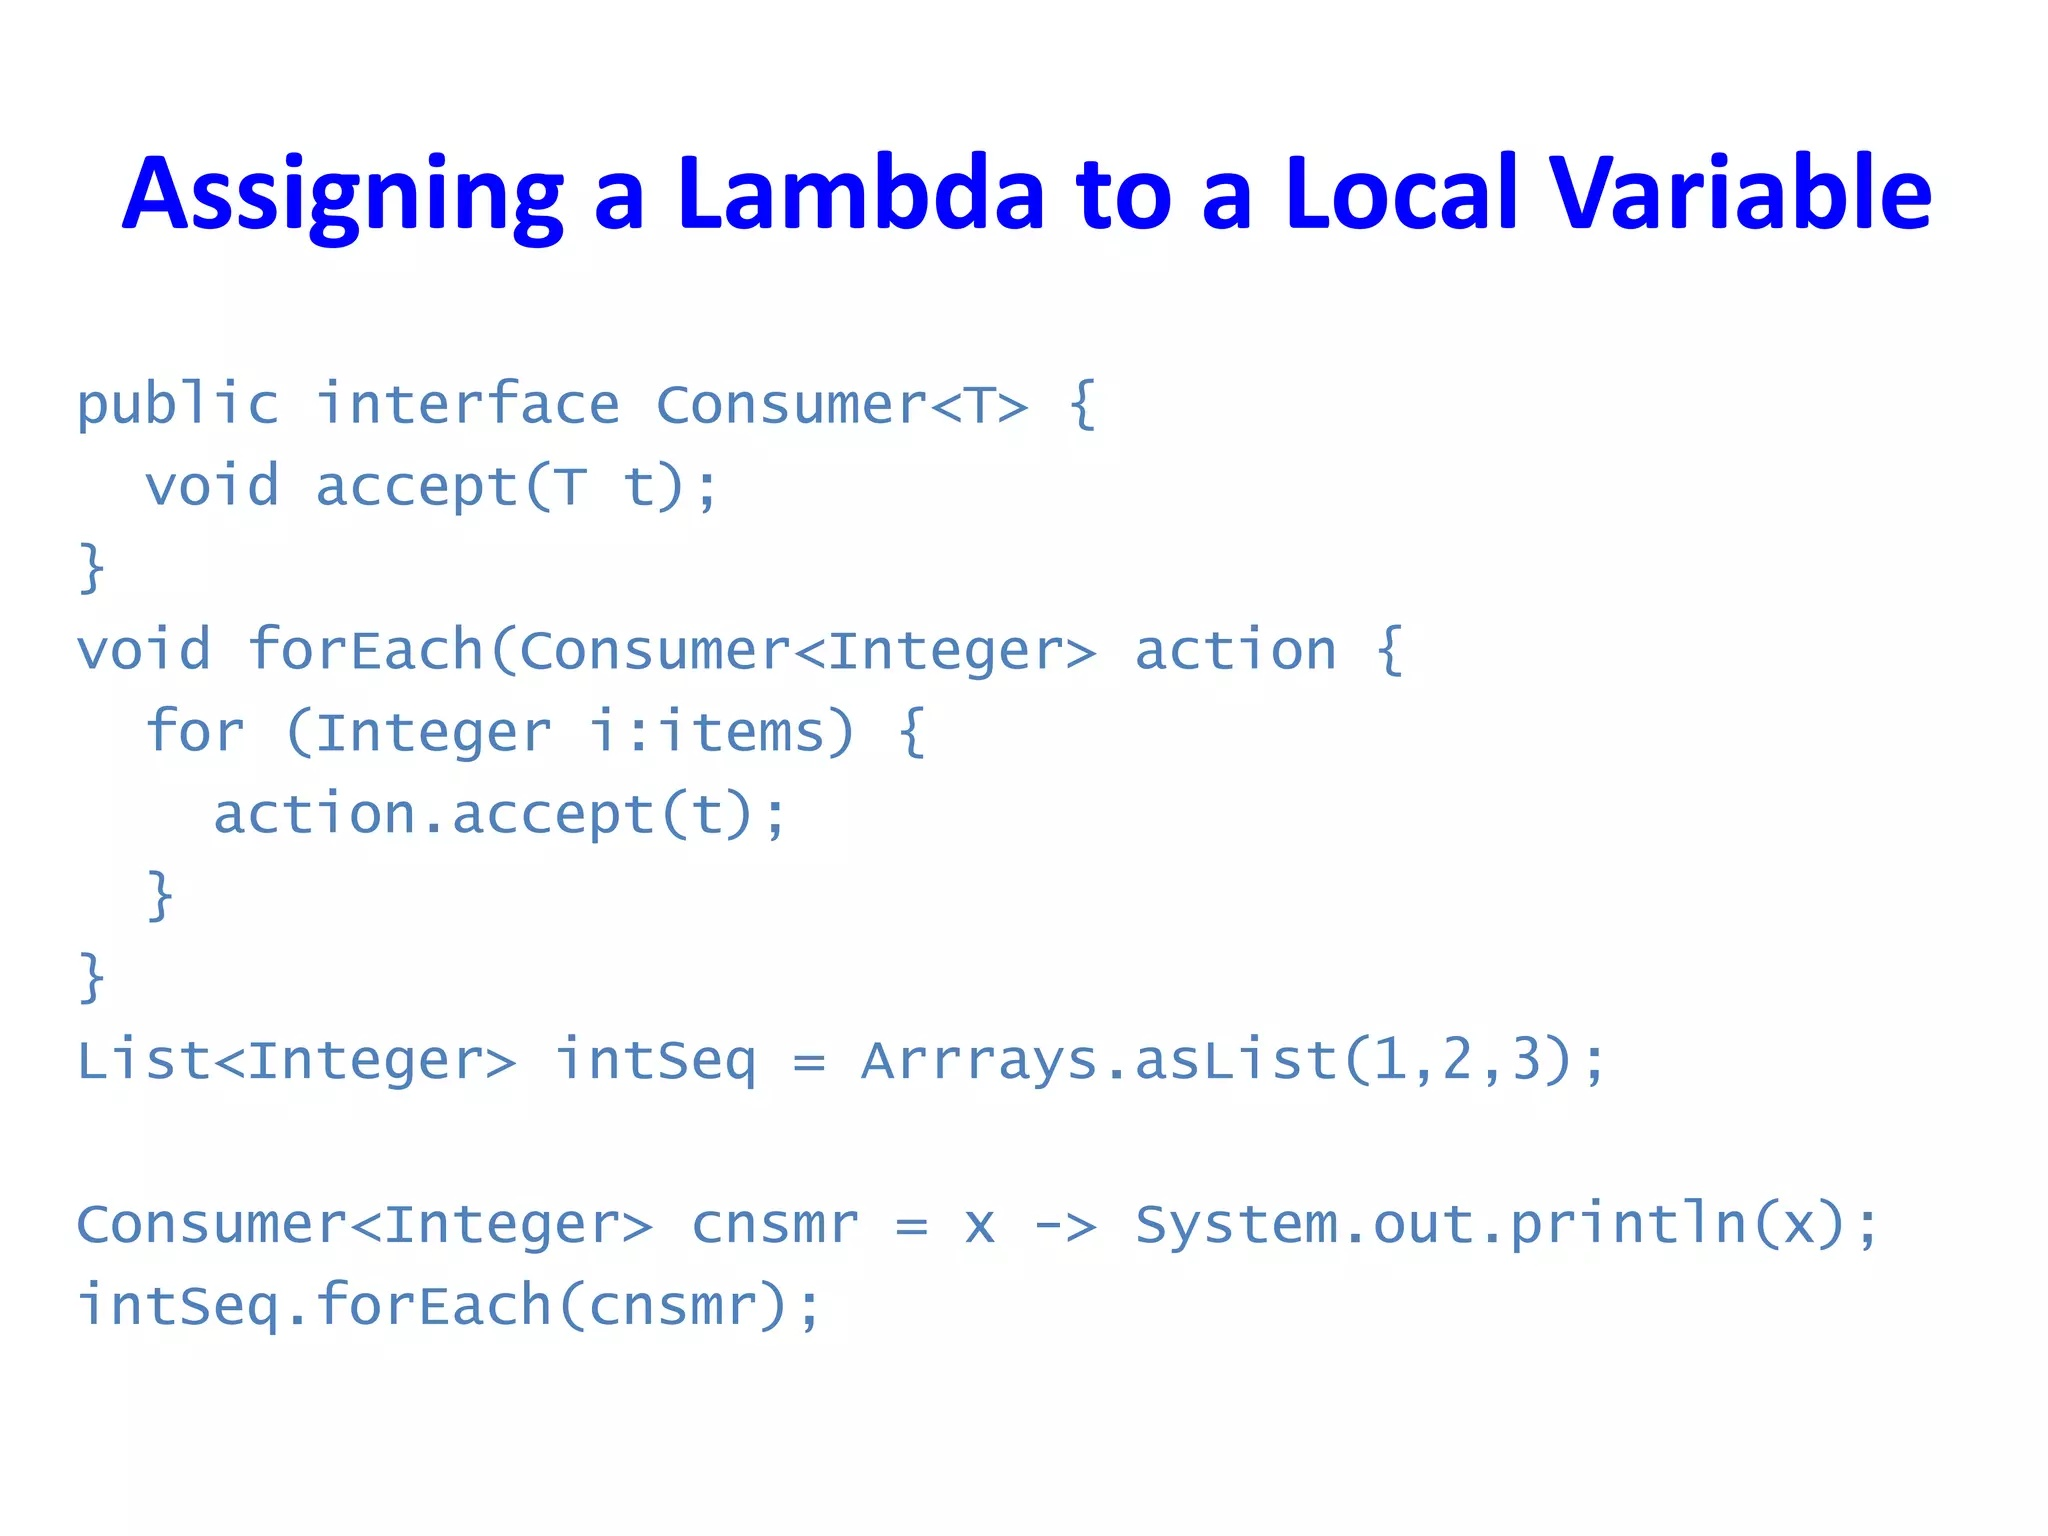 Assigning a Lambda to a Local Variable
public interface Consumer<T> {
  void accept(T t);
}
void forEach(Consumer<Integer> action {
  for (Integer i:items) {
    action.accept(t);
  }
}
List<Integer> intSeq = Arrrays.asList(1,2,3);
Consumer<Integer> cnsmr = x -> System.out.println(x);
intSeq.forEach(cnsmr);